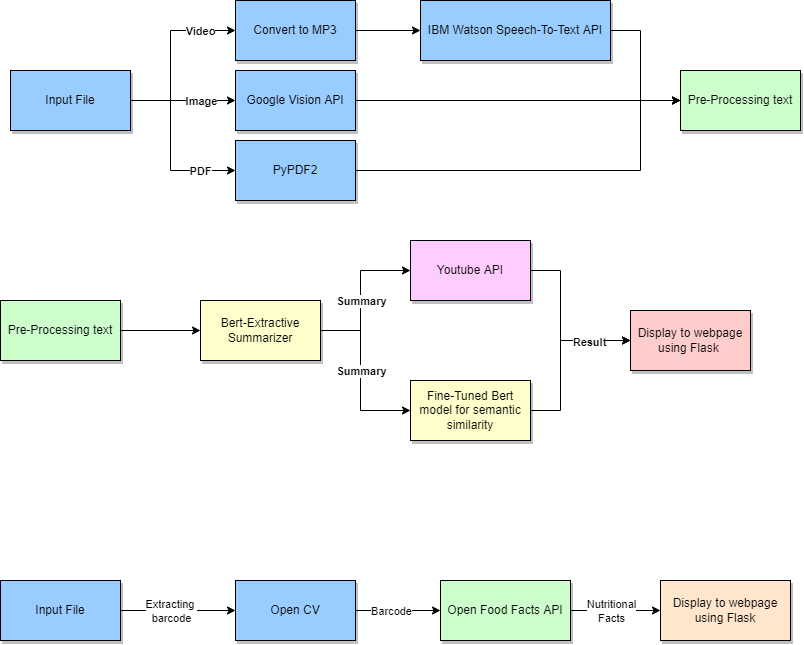 Video
Convert to MP3
IBM Watson Speech-To-Text API
Input File
Image
Google Vision API
Pre-Processing text
PDF
PyPDF2
Youtube API
Summary
Pre-Processing text
Bert-Extractive
Summarizer
Result
Display to webpage
using Flask
Summary
Fine-Tuned Bert
model for semantic
similarity
Input File
Extracting
barcode
Open CV
Barcode
Open Food Facts API
Nutritional
Facts
Display to webpage
using Flask